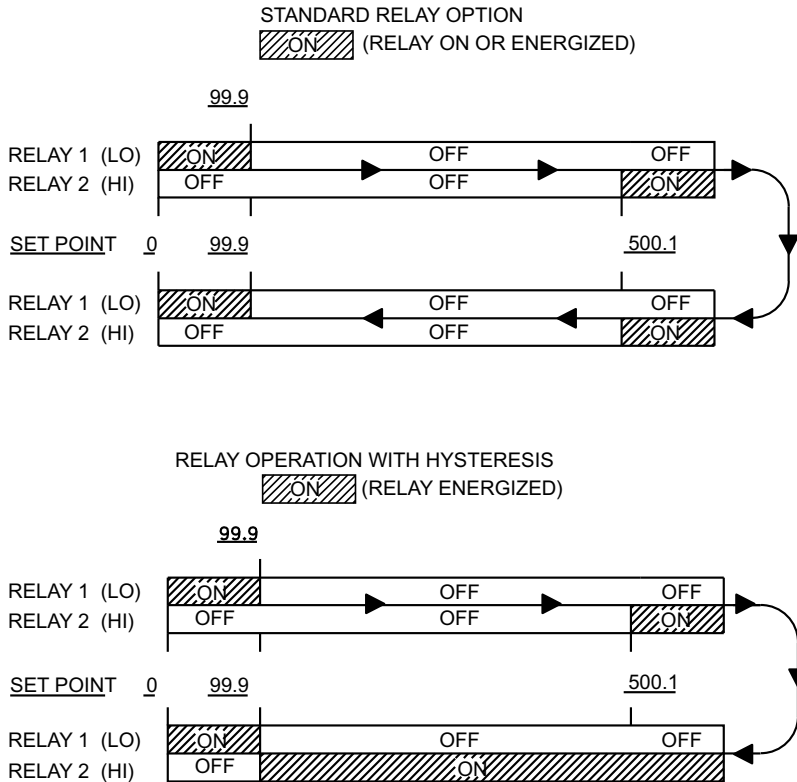 STANDARD RELAY OPTION
ON (RELAY ON OR ENERGIZED)
99.9
RELAY 1 (LO) ON OFF OFF
RELAY 2 (HI) OFF OFF ON
SET POINT 0 99.9 500.1
RELAY 1 (LO) ON OFF OFF
RELAY 2 (HI) OFF OFF ON
RELAY OPERATION WITH HYSTERESIS
ON (RELAY ENERGIZED)
99.9
RELAY 1 (LO) ON OFF OFF
RELAY 2 (HI) OFF OFF ON
SET POINT 0 99.9 500.1
RELAY 1 (LO) ON OFF OFF
RELAY 2 (HI) OFF ON